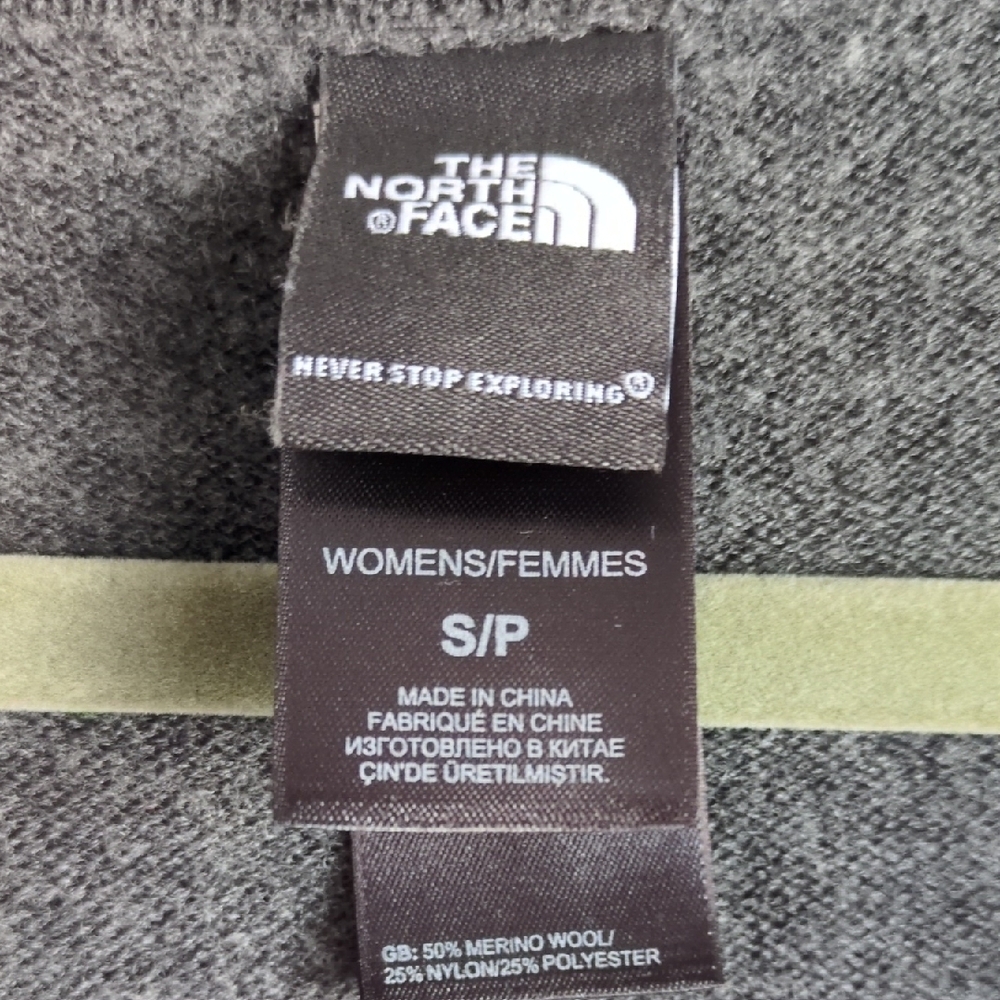 THE
NORTH
®FACE
NEVER STOP EXPLORING®
WOMENS/FEMMES
S/P
MADE IN CHINA
FABRIQUÉ EN CHINE
ИЗГОТОВЛЕНО В КИТАЕ
ÇIN'DE ÜRETILMIŞTIR.
GB: 50% MERINO WOOL/
25% NYLON/25% POLYESTER